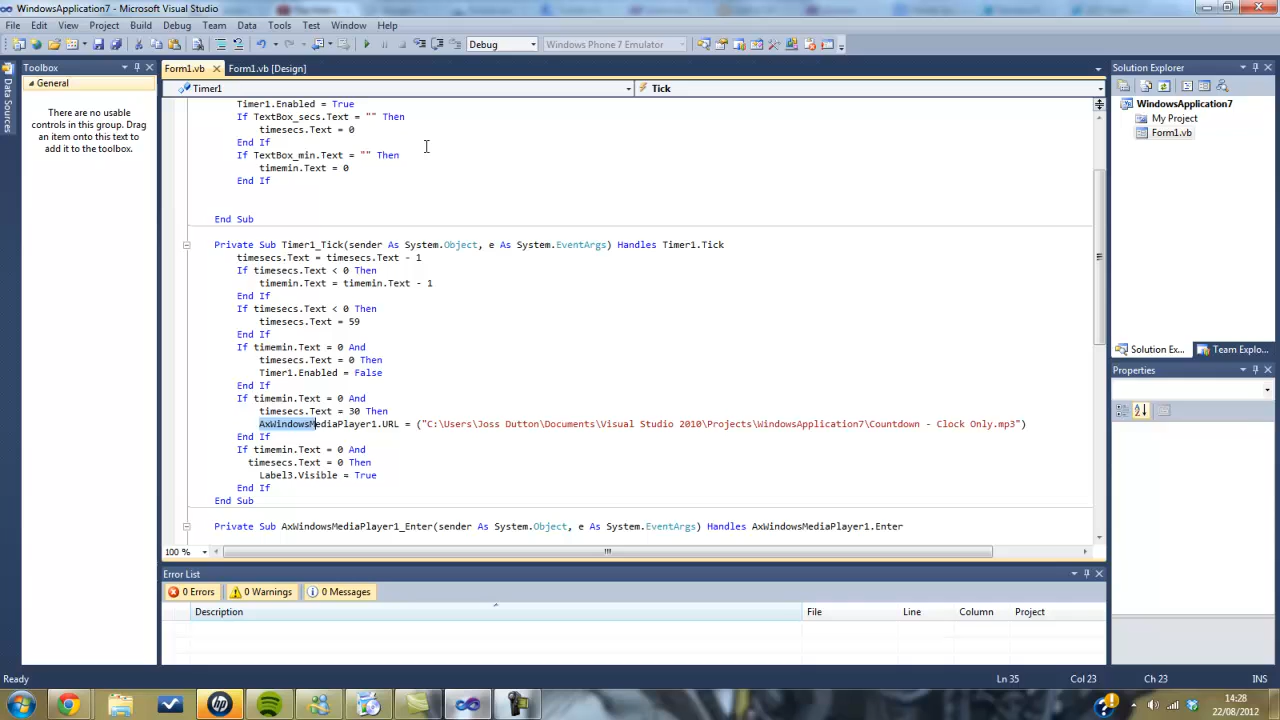 WindowsApplication7 - Microsoft Visual Studio
File Edit View Project Build Debug Team Data Tools Test Window Help
Debug Windows Phone 7 Emulator
Toolbox
General
There are no usable
controls in this group. Drag
an item onto this text to
add it to the toolbox.
Data Sources
Form1.vb Form1.vb [Design]
Timer1 Tick
Timer1.Enabled = True
If TextBox_secs.Text = "" Then
timesecs.Text = 0
End If
If TextBox_min.Text = "" Then
timemin.Text = 0
End If
End Sub
Private Sub Timer1_Tick(sender As System.Object, e As System.EventArgs) Handles Timer1.Tick
timesecs.Text = timesecs.Text - 1
If timesecs.Text < 0 Then
timemin.Text = timemin.Text - 1
End If
If timesecs.Text < 0 Then
timesecs.Text = 59
End If
If timemin.Text = 0 And
timesecs.Text = 0 Then
Timer1.Enabled = False
End If
If timemin.Text = 0 And
timesecs.Text = 30 Then
AxWindowsMediaPlayer1.URL = ("C:\Users\Joss Dutton\Documents\Visual Studio 2010\Projects\WindowsApplication7\Countdown - Clock Only.mp3")
End If
If timemin.Text = 0 And
timesecs.Text = 0 Then
Label3.Visible = True
End If
End Sub
Private Sub AxWindowsMediaPlayer1_Enter(sender As System.Object, e As System.EventArgs) Handles AxWindowsMediaPlayer1.Enter
100 %
Error List
0 Errors 0 Warnings 0 Messages
Description File Line Column Project
Solution Explorer
WindowsApplication7
My Project
Form1.vb
Solution Ex... Team Explo...
Properties
Ready Ln 35 Col 23 Ch 23 INS
hp
14:28
22/08/2012